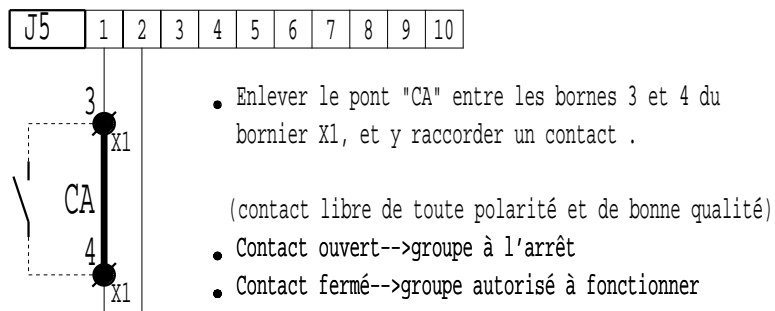 J5 1 2 3 4 5 6 7 8 9 10
3
X1
CA
4
X1
Enlever le pont "CA" entre les bornes 3 et 4 du
bornier X1, et y raccorder un contact .
(contact libre de toute polarité et de bonne qualité)
Contact ouvert-->groupe à l'arrêt
Contact fermé-->groupe autorisé à fonctionner